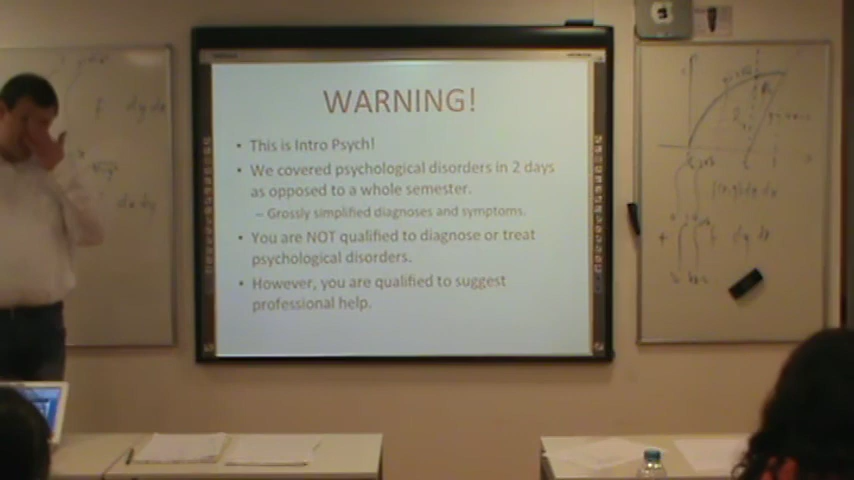 WARNING!
• This is Intro Psych!
• We covered psychological disorders in 2 days
as opposed to a whole semester.
– Grossly simplified diagnoses and symptoms.
• You are NOT qualified to diagnose or treat
psychological disorders.
• However, you are qualified to suggest
professional help.